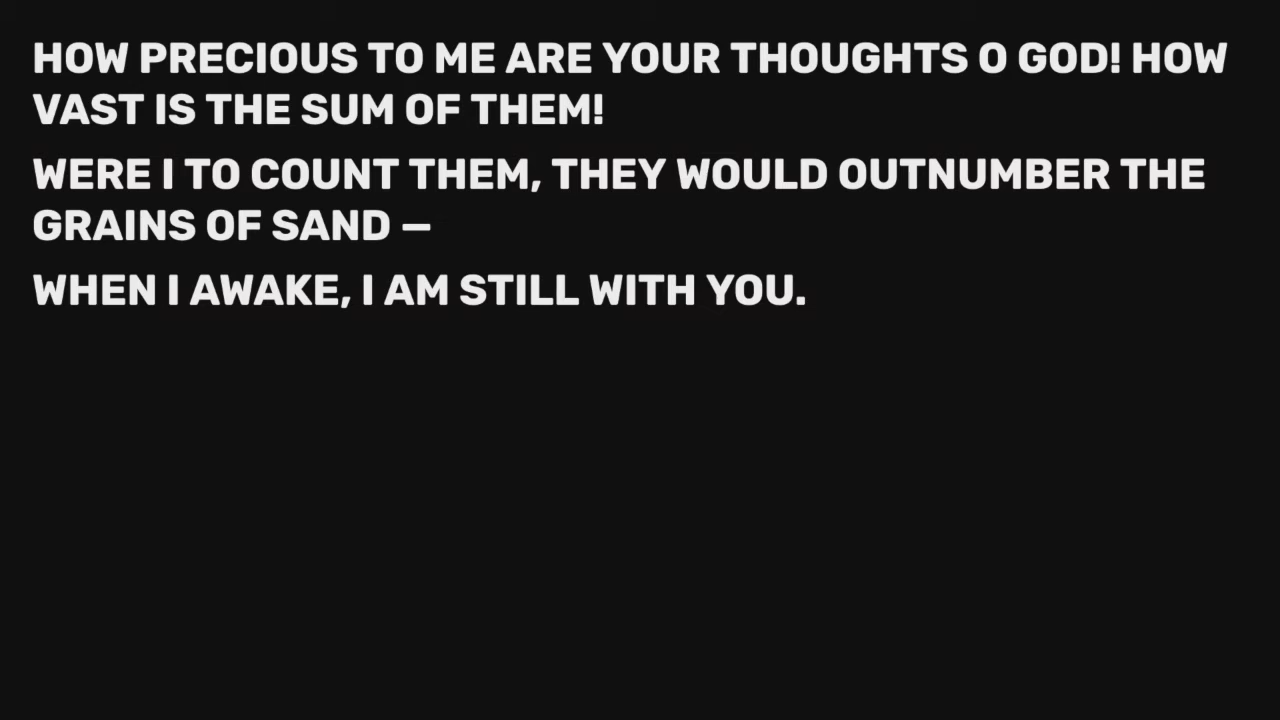 HOW PRECIOUS TO ME ARE YOUR THOUGHTS O GOD! HOW
VAST IS THE SUM OF THEM!
WERE I TO COUNT THEM, THEY WOULD OUTNUMBER THE
GRAINS OF SAND —
WHEN I AWAKE, I AM STILL WITH YOU.